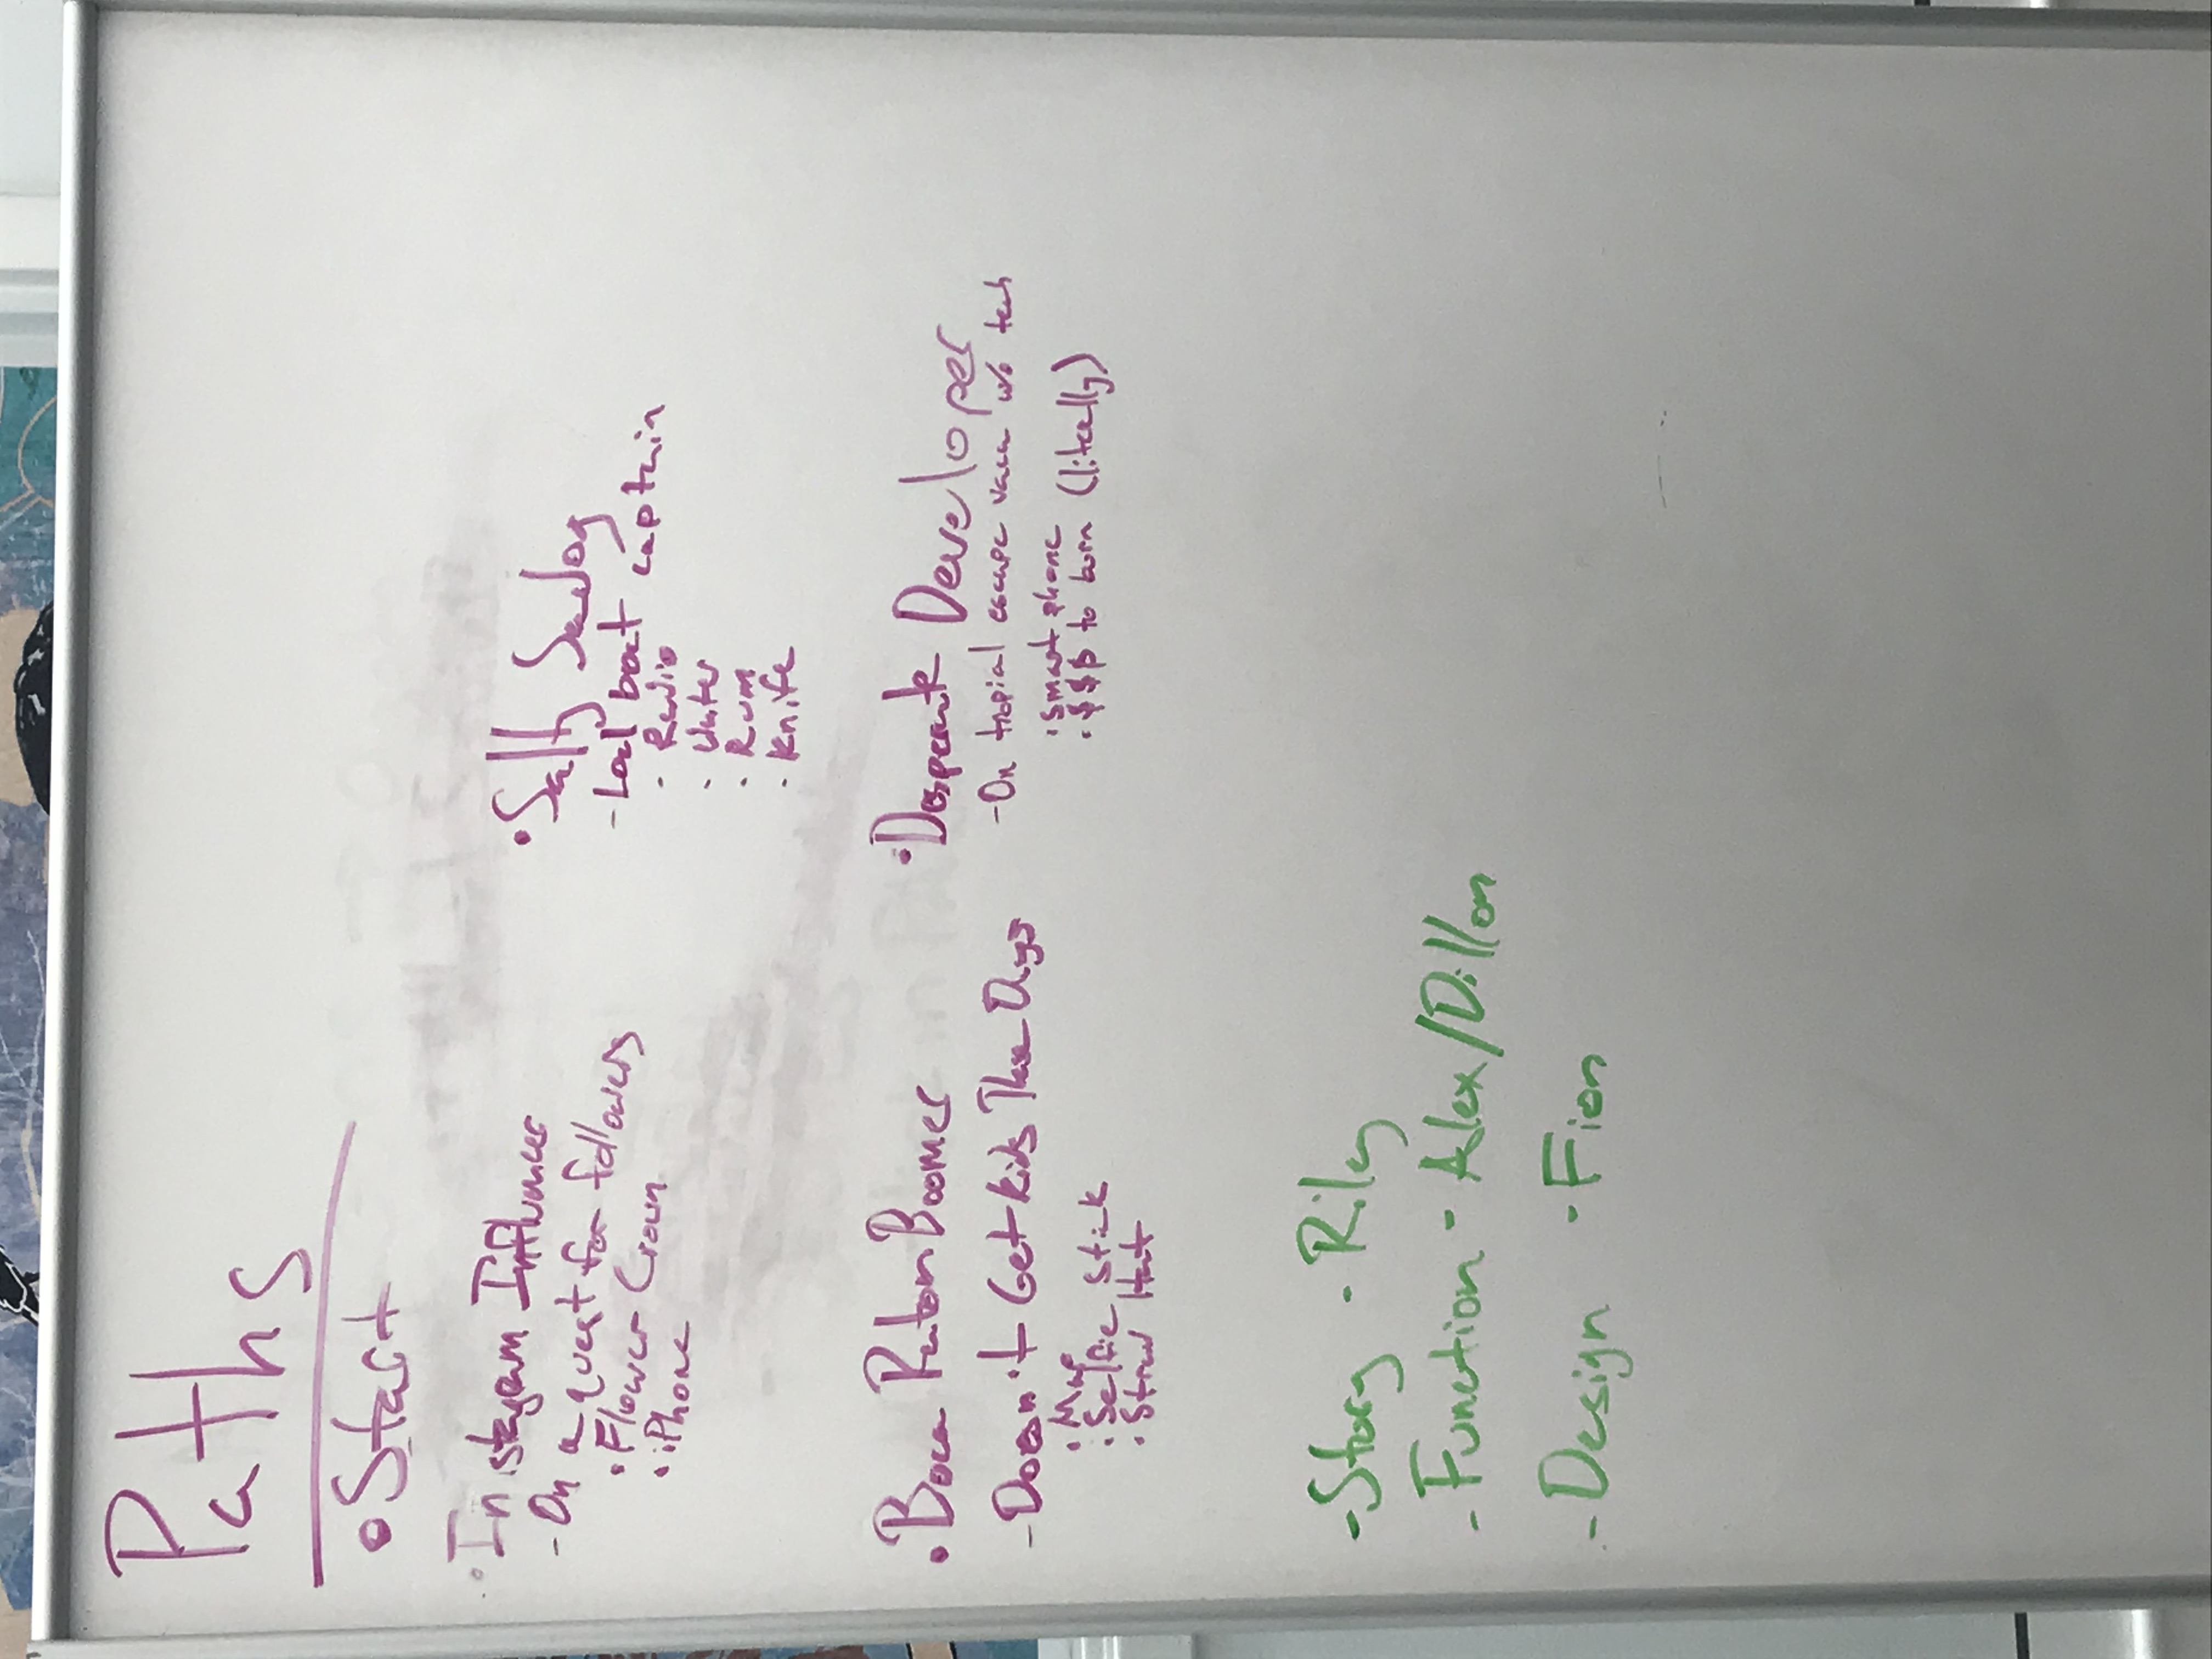 Paths
• Start
• Instagram Influencer
- On a quest for followers
• Flower Crown
• iPhone
• Salty Seadog
- Local boat captain
- Radio
- Water
- Rum
- Knife
• Boca Raton Boomer
- Doesn't Get Kids These Days
• Map
• Selfie Stick
• Straw Hat
• Desperate Developer
- On tropical escape vaca w/o tech
• smart phone
• $$$ to burn (literally)
- Story - Riley
- Function - Alex/Dillon
- Design - Fion